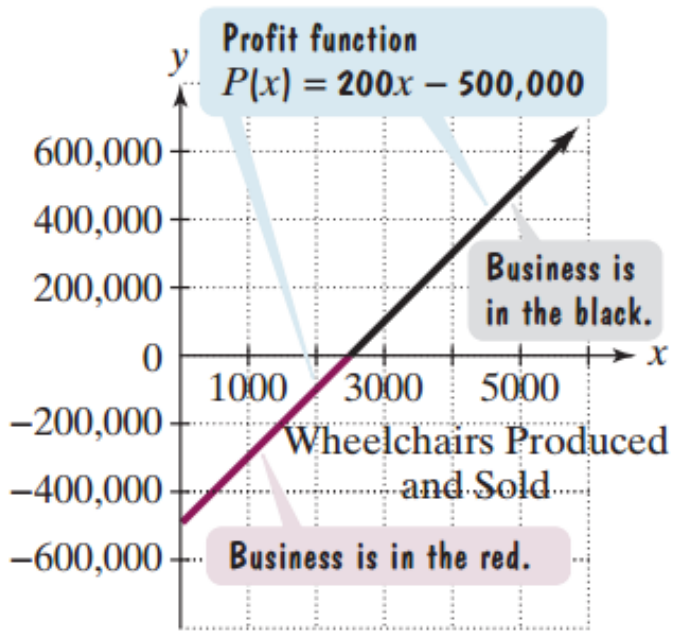 Profit function
P(x) = 200x – 500,000
y
600,000
400,000
200,000
Business is
in the black.
0
x
1000 3000 5000
–200,000
Wheelchairs Produced
and Sold
–400,000
–600,000
Business is in the red.